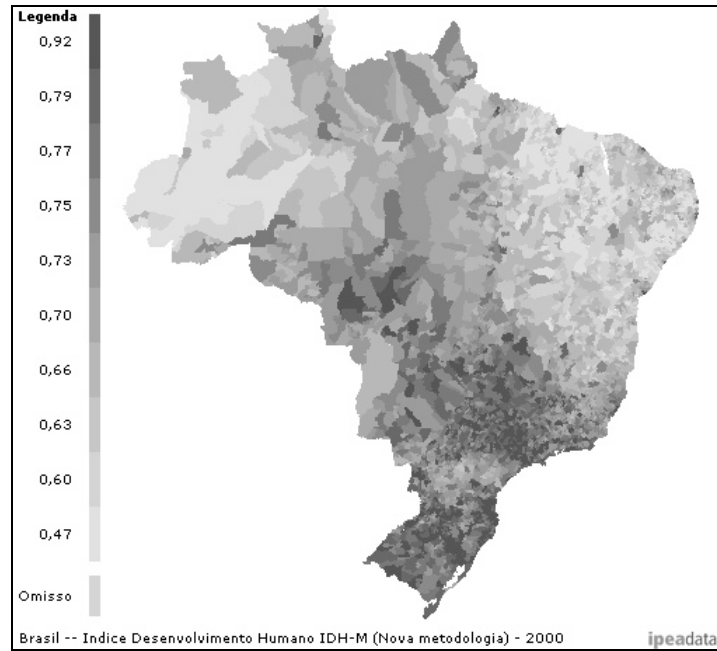 Legenda
0,92
0,79
0,77
0,75
0,73
0,70
0,66
0,63
0,60
0,47
Omisso
Brasil -- Indice Desenvolvimento Humano IDH-M (Nova metodologia) - 2000
ipeadata